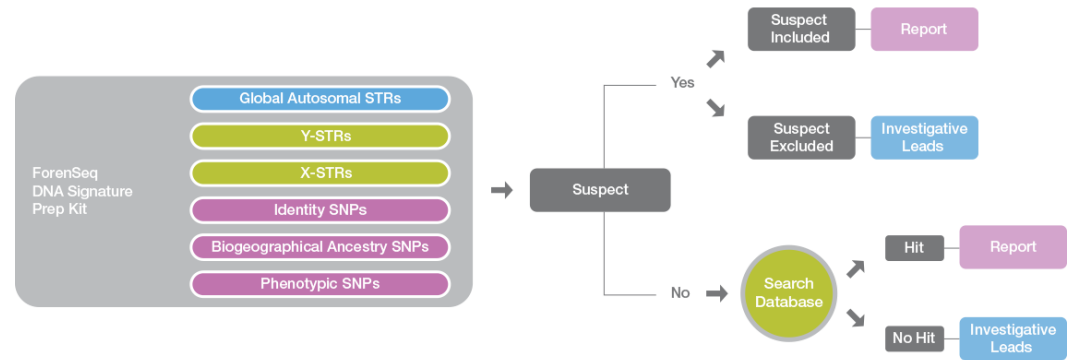 ForenSeq
DNA Signature
Prep Kit
Global Autosomal STRs
Y-STRs
X-STRs
Identity SNPs
Biogeographical Ancestry SNPs
Phenotypic SNPs
Suspect
Yes
Suspect
Included
Report
Suspect
Excluded
Investigative
Leads
No
Search
Database
Hit
Report
No Hit
Investigative
Leads